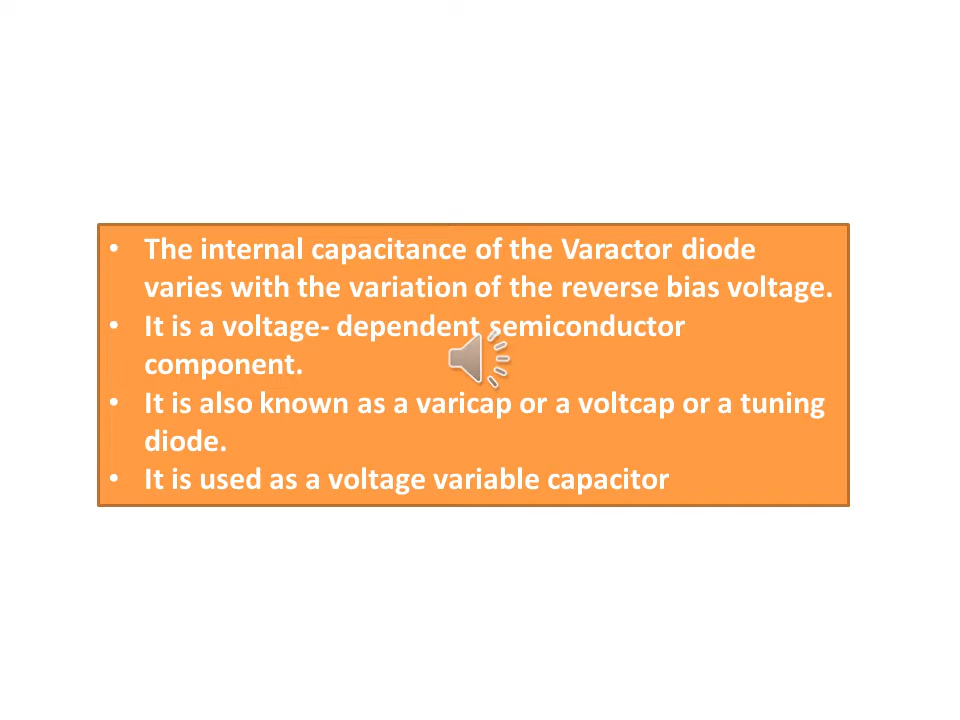 • The internal capacitance of the Varactor diode
varies with the variation of the reverse bias voltage.
• It is a voltage- dependent semiconductor
component.
• It is also known as a varicap or a voltcap or a tuning
diode.
• It is used as a voltage variable capacitor